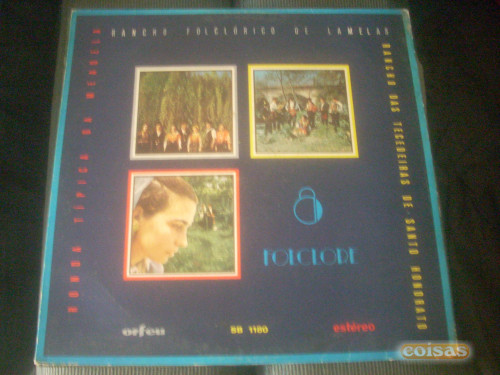 RANCHO FOLCLÓRICO DE LAMELAS
RANCHO DAS TECEDEIRAS DE SANTO HONORATO
RONDA TÍPICA DA MEADELA
FOLCLORE
orfeu
SB 1180
estéreo
coisas